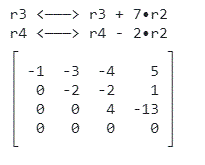 r3 <---> r3 + 7•r2
r4 <---> r4 - 2•r2
-1 -3 -4 5
0 -2 -2 1
0 0 4 -13
0 0 0 0